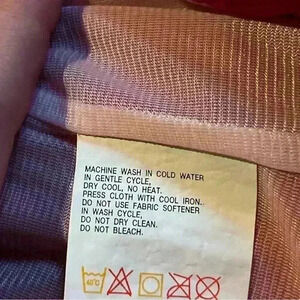 MACHINE WASH IN COLD WATER
IN GENTLE CYCLE,
DRY COOL, NO HEAT.
PRESS CLOTH WITH COOL IRON..
DO NOT USE FABRIC SOFTENER
IN WASH CYCLE,
DO NOT DRY CLEAN.
DO NOT BLEACH.
40°C